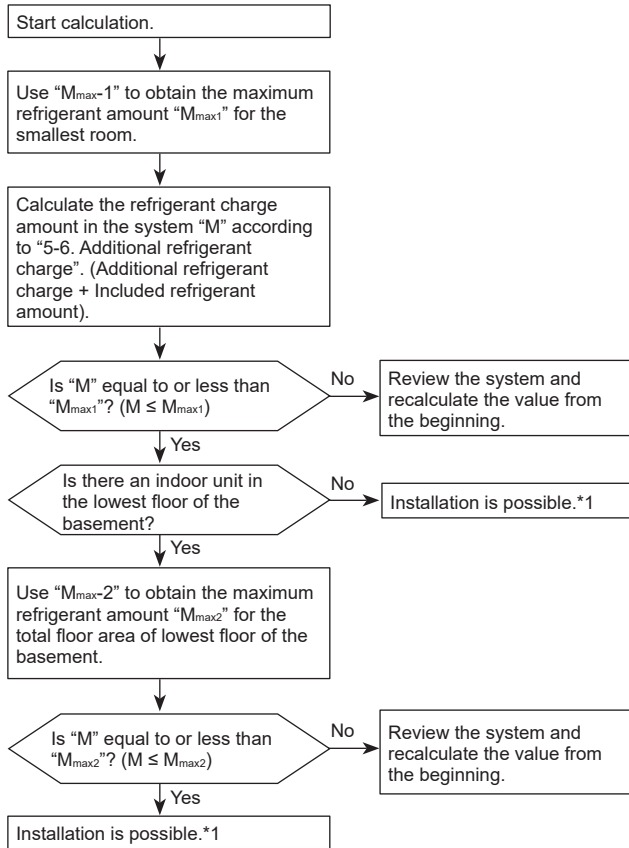 Start calculation.
Use “Mmax-1” to obtain the maximum
refrigerant amount “Mmax1” for the
smallest room.
Calculate the refrigerant charge
amount in the system “M” according
to “5-6. Additional refrigerant
charge”. (Additional refrigerant
charge + Included refrigerant
amount).
Is “M” equal to or less than
“Mmax1”? (M ≤ Mmax1)
No
Review the system and
recalculate the value from
the beginning.
Yes
Is there an indoor unit in
the lowest floor of the
basement?
No
Installation is possible.*1
Yes
Use “Mmax-2” to obtain the maximum
refrigerant amount “Mmax2” for the
total floor area of lowest floor of the
basement.
Is “M” equal to or less than
“Mmax2”? (M ≤ Mmax2)
No
Review the system and
recalculate the value from
the beginning.
Yes
Installation is possible.*1